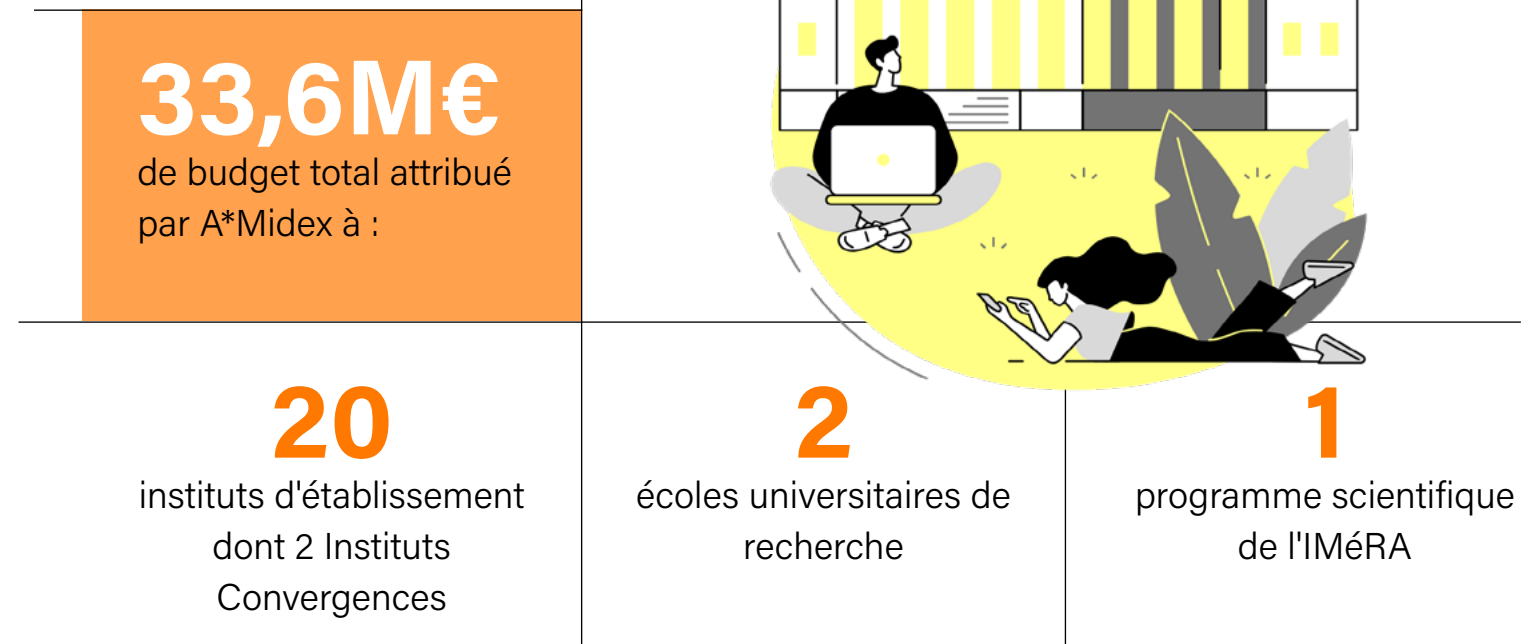 33,6M€
de budget total attribué
par A*Midex à :
20
instituts d'établissement
dont 2 Instituts
Convergences
2
écoles universitaires de
recherche
1
programme scientifique
de l'IMéRA